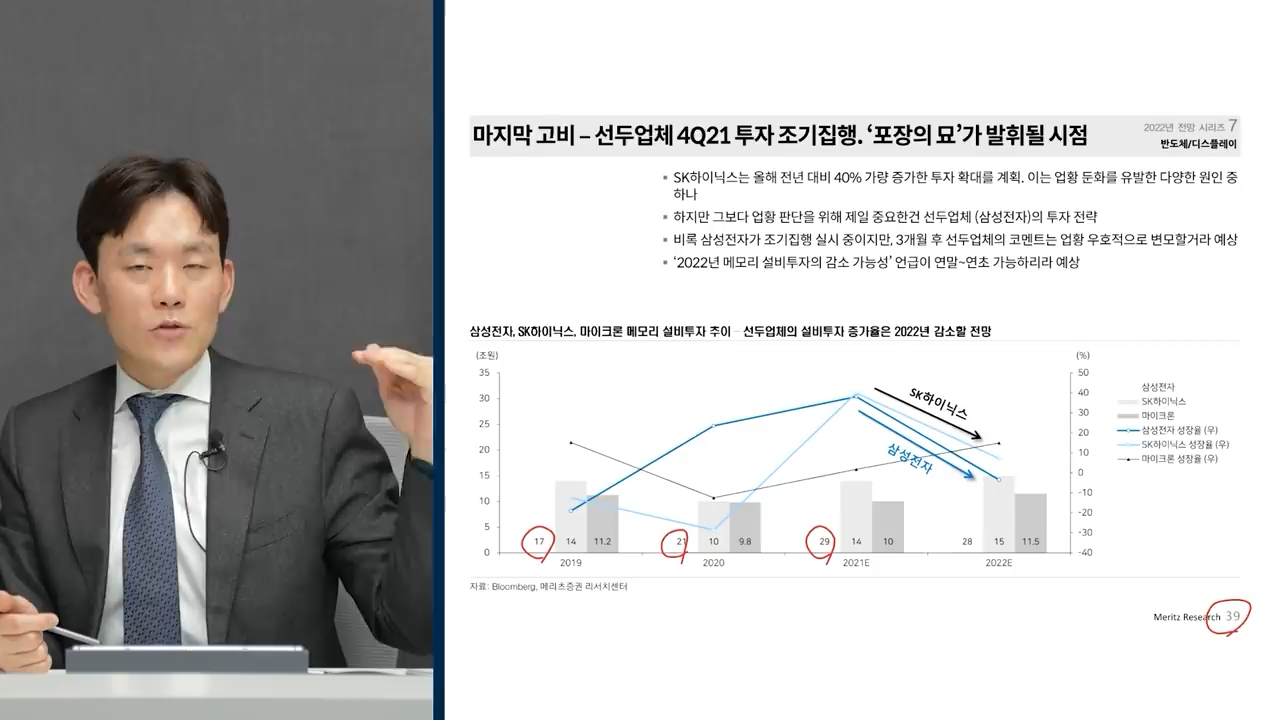 마지막 고비 – 선두업체 4Q21 투자 조기집행. ‘포장의 묘’가 발휘될 시점
2022년 전망 시리즈 7
반도체/디스플레이
▪ SK하이닉스는 올해 전년 대비 40% 가량 증가한 투자 확대를 계획. 이는 업황 둔화를 유발한 다양한 원인 중
하나
▪ 하지만 그보다 업황 판단을 위해 제일 중요한건 선두업체 (삼성전자)의 투자 전략
▪ 비록 삼성전자가 조기집행 실시 중이지만, 3개월 후 선두업체의 코멘트는 업황 우호적으로 변모할거라 예상
▪ ‘2022년 메모리 설비투자의 감소 가능성’ 언급이 연말~연초 가능하리라 예상
삼성전자, SK하이닉스, 마이크론 메모리 설비투자 추이 – 선두업체의 설비투자 증가율은 2022년 감소할 전망
(조원)
(%)
35
30
25
20
15
10
5
0
50
40
30
20
10
0
-10
-20
-30
-40
SK하이닉스
삼성전자
17 14 11.2
21 10 9.8
29 14 10
28 15 11.5
2019 2020 2021E 2022E
삼성전자
SK하이닉스
마이크론
삼성전자 성장율 (우)
SK하이닉스 성장율 (우)
마이크론 성장율 (우)
자료: Bloomberg, 메리츠증권 리서치센터
Meritz Research 39